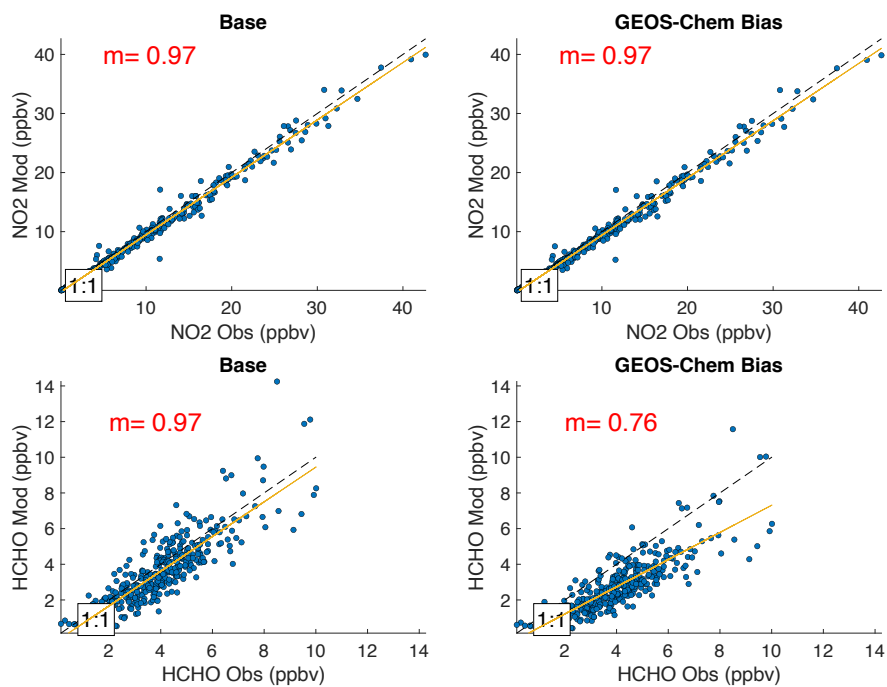 Base
m= 0.97
NO2 Mod (ppbv)
40
30
20
10
1:1
10 20 30 40
NO2 Obs (ppbv)
GEOS-Chem Bias
m= 0.97
NO2 Mod (ppbv)
40
30
20
10
1:1
10 20 30 40
NO2 Obs (ppbv)
Base
m= 0.97
HCHO Mod (ppbv)
14
12
10
8
6
4
2
1:1
2 4 6 8 10 12 14
HCHO Obs (ppbv)
GEOS-Chem Bias
m= 0.76
HCHO Mod (ppbv)
14
12
10
8
6
4
2
1:1
2 4 6 8 10 12 14
HCHO Obs (ppbv)